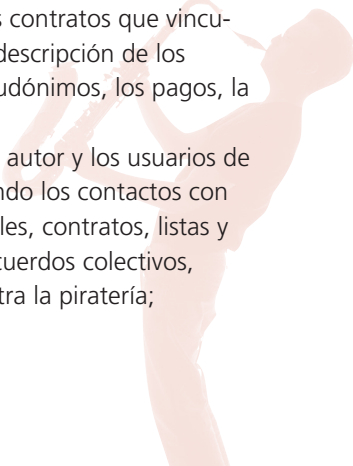 s contratos que vincu-
descripción de los
udónimos, los pagos, la
autor y los usuarios de
ndo los contactos con
les, contratos, listas y
cuerdos colectivos,
tra la piratería;